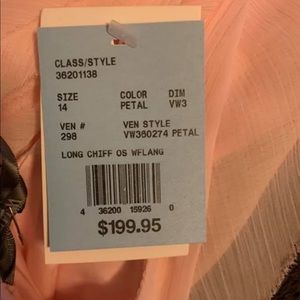 CLASS/STYLE
36201138
SIZE COLOR DIM
14 PETAL VW3
VEN # VEN STYLE
298 VW360274 PETAL
LONG CHIFF OS WFLANG
4 36200 15926 0
$199.95